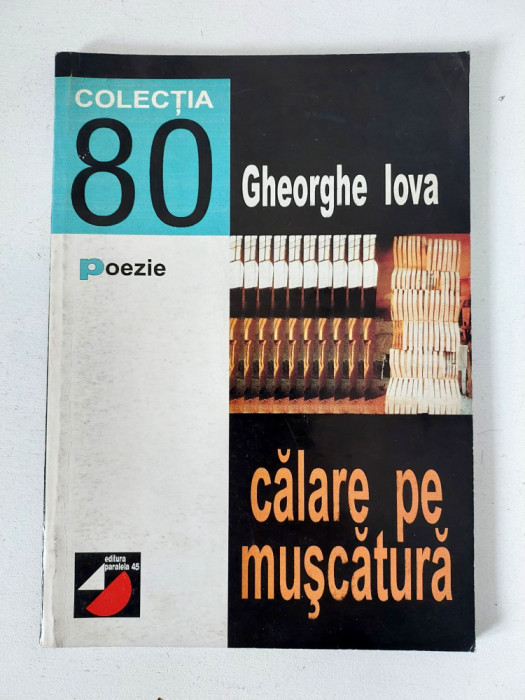 COLECȚIA
80
Gheorghe Iova
poezie
călare pe
mușcătură
editura
paralela 45